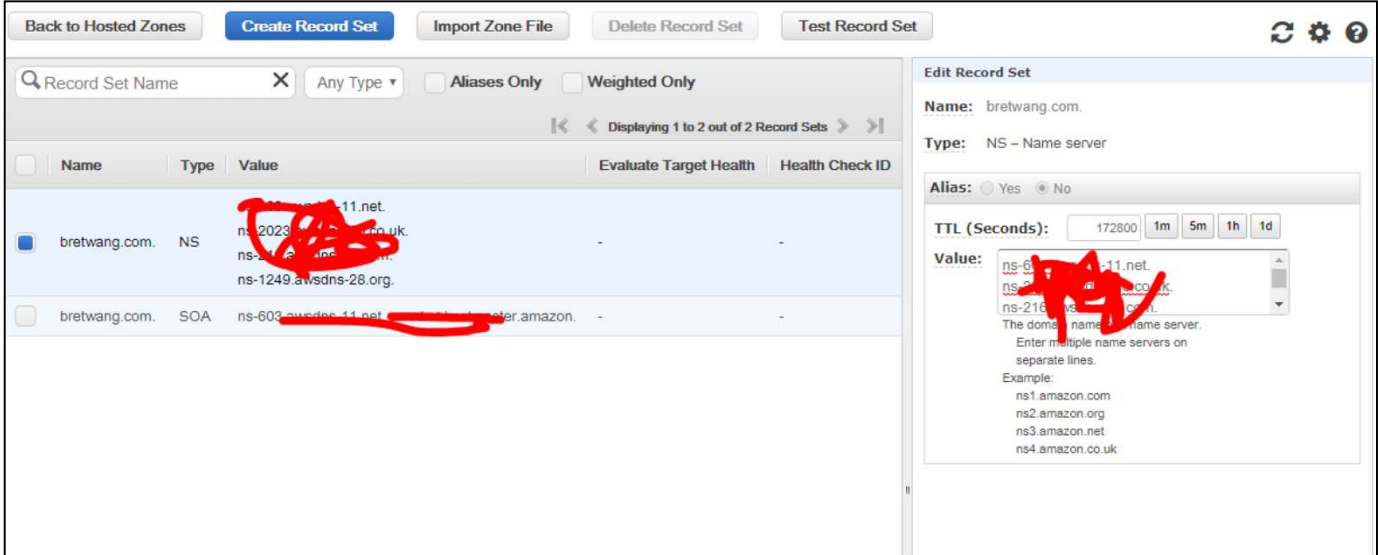 Back to Hosted Zones Create Record Set Import Zone File Delete Record Set Test Record Set
Record Set Name Any Type Aliases Only Weighted Only
Displaying 1 to 2 out of 2 Record Sets
Name Type Value Evaluate Target Health Health Check ID
-11.net.
bretwang.com. NS ns-2023 co.uk. - -
ns-1249.awsdns-28.org.
bretwang.com. SOA ns-603.awsdns-11.net. amazon. - -
Edit Record Set
Name: bretwang.com.
Type: NS – Name server
Alias: Yes No
TTL (Seconds): 172800 1m 5m 1h 1d
Value: -11.net.
The domain name server.
Enter multiple name servers on
separate lines.
Example:
ns1.amazon.com
ns2.amazon.org
ns3.amazon.net
ns4.amazon.co.uk